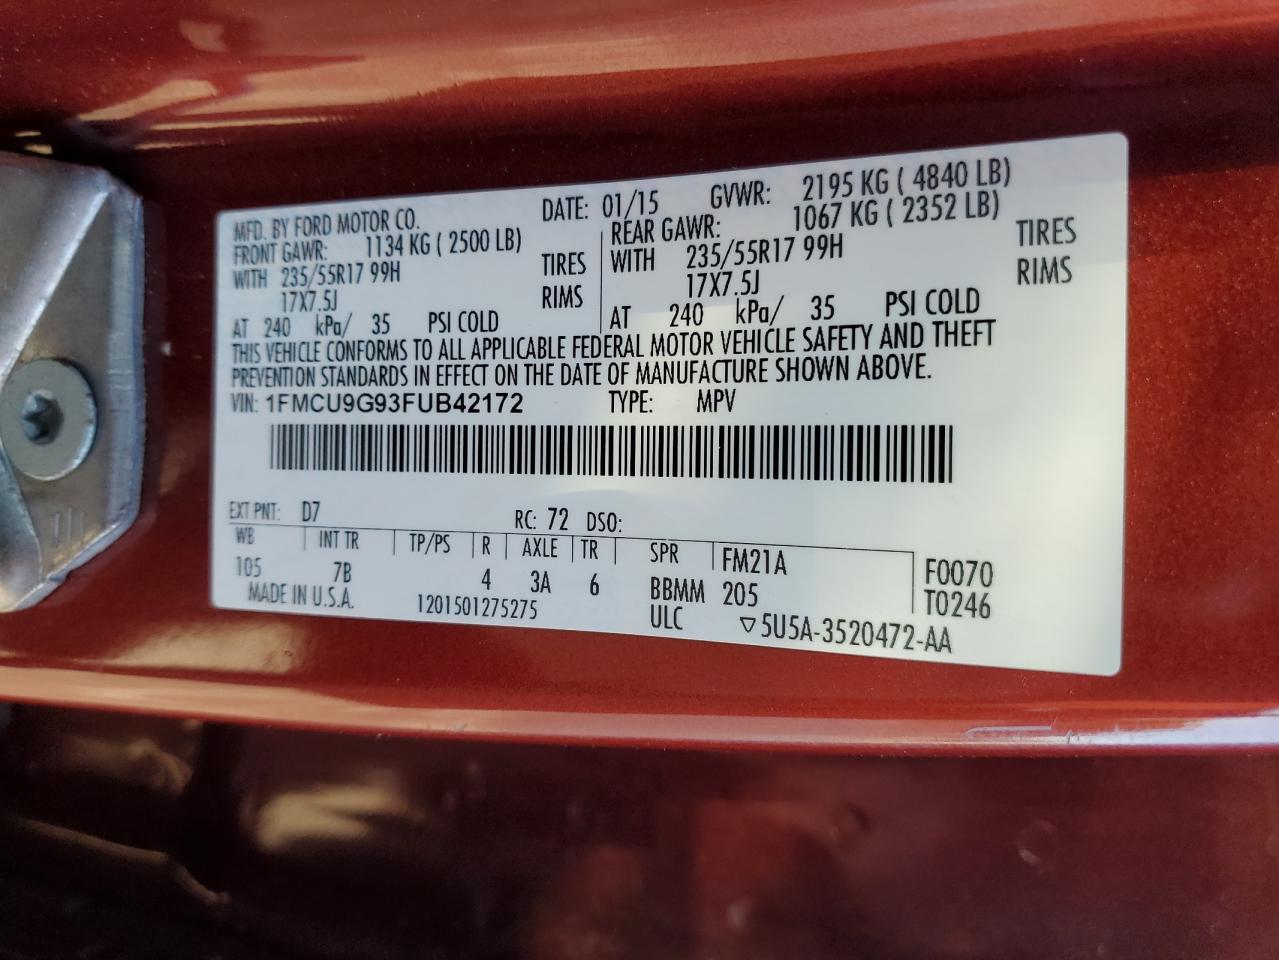 MFD. BY FORD MOTOR CO. DATE: 01/15 GVWR: 2195 KG ( 4840 LB)
FRONT GAWR: 1134 KG ( 2500 LB) REAR GAWR: 1067 KG ( 2352 LB)
WITH 235/55R17 99H TIRES WITH 235/55R17 99H TIRES
17X7.5J RIMS 17X7.5J RIMS
AT 240 kPa/ 35 PSI COLD AT 240 kPa/ 35 PSI COLD
THIS VEHICLE CONFORMS TO ALL APPLICABLE FEDERAL MOTOR VEHICLE SAFETY AND THEFT
PREVENTION STANDARDS IN EFFECT ON THE DATE OF MANUFACTURE SHOWN ABOVE.
VIN: 1FMCU9G93FUB42172 TYPE: MPV
EXT PNT: D7 RC: 72 DSO:
WB INT TR TP/PS R AXLE TR SPR FM21A F0070
105 7B 4 3A 6 BBMM 205 T0246
MADE IN U.S.A. 1201501275275 ULC ▽5U5A-3520472-AA